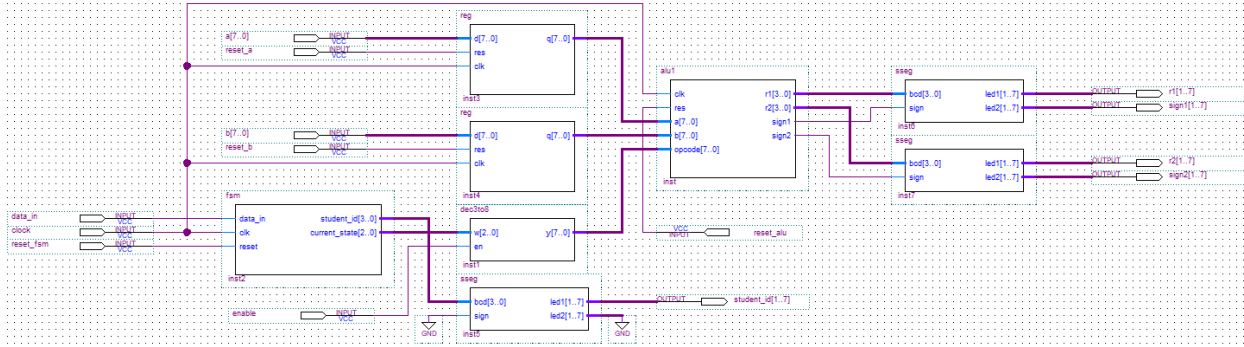 reg
a[7..0] INPUT VCC
reset_a INPUT VCC
d[7..0] q[7..0]
res
clk
inst3
reg
b[7..0] INPUT VCC
reset_b INPUT VCC
d[7..0] q[7..0]
res
clk
inst4
alu1
clk r1[3..0]
res r2[3..0]
a[7..0] sign1
b[7..0] sign2
opcode[7..0]
inst
sseg
bcd[3..0] led1[1..7]
sign led2[1..7]
inst6
OUTPUT r1[1..7]
OUTPUT sign1[1..7]
sseg
bcd[3..0] led1[1..7]
sign led2[1..7]
inst7
OUTPUT r2[1..7]
OUTPUT sign2[1..7]
fsm
data_in INPUT VCC
clock INPUT VCC
reset_fsm INPUT VCC
data_in student_id[3..0]
clk current_state[2..0]
reset
inst2
dec3to8
w[2..0] y[7..0]
en
inst1
VCC INPUT reset_alu
sseg
bcd[3..0] led1[1..7]
sign led2[1..7]
inst5
enable INPUT VCC
GND
GND
OUTPUT student_id[1..7]